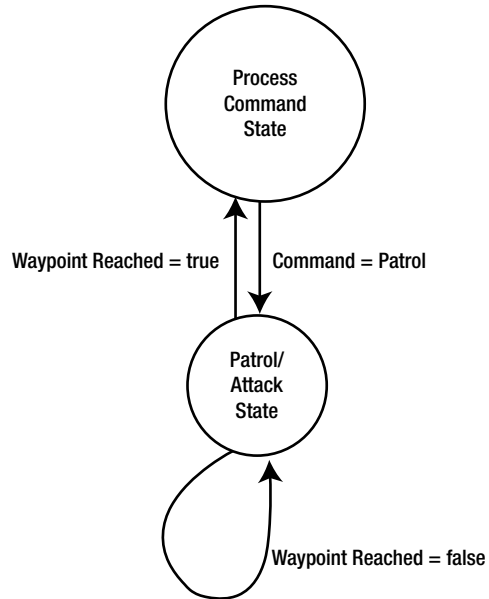 Process
Command
State
Waypoint Reached = true
Command = Patrol
Patrol/
Attack
State
Waypoint Reached = false